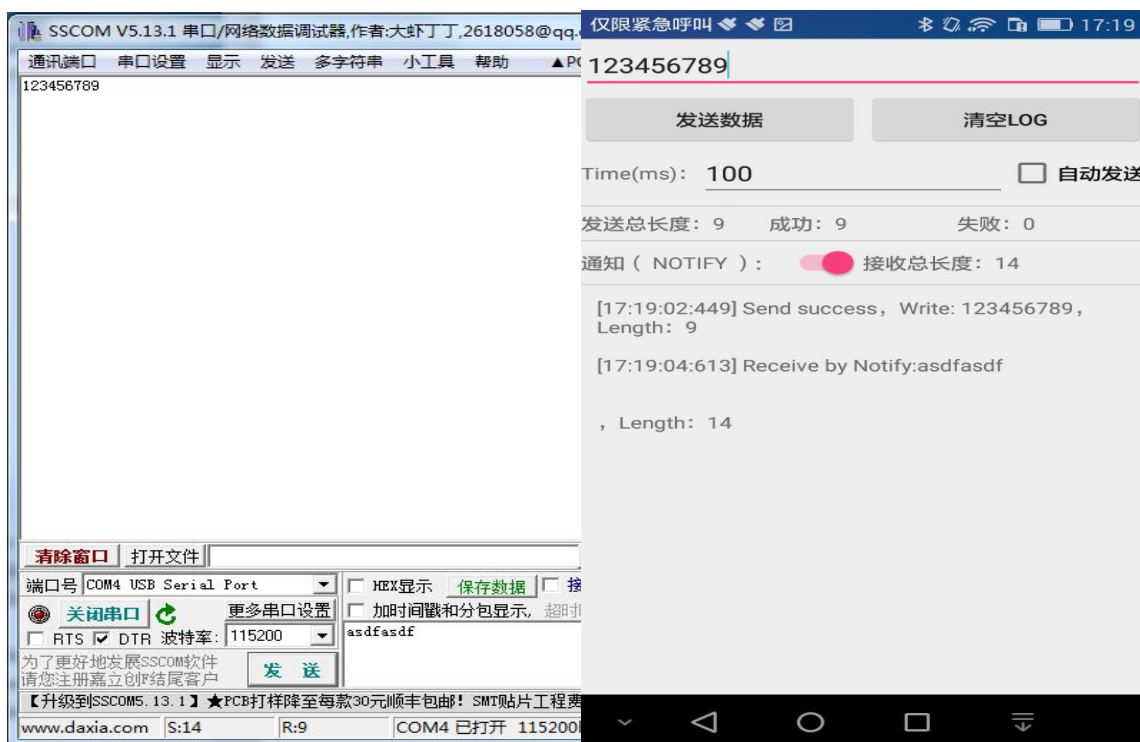 SSCOM V5.13.1 串口/网络数据调试器,作者:大虾丁丁,2618058@qq.
通讯端口 串口设置 显示 发送 多字符串 小工具 帮助 ▲PC
123456789
清除窗口 打开文件
端口号 COM4 USB Serial Port HEX显示 保存数据 接
关闭串口 更多串口设置 加时间戳和分包显示, 超时
RTS DTR 波特率: 115200 asdfasdf
为了更好地发展SSCOM软件
请您注册嘉立创F结尾客户
发 送
【升级到SSCOM5.13.1】★PCB打样降至每款30元顺丰包邮! SMT贴片工程费
www.daxia.com S:14 R:9 COM4 已打开 115200
仅限紧急呼叫 17:19
123456789
发送数据 清空LOG
Time(ms): 100 自动发送
发送总长度: 9 成功: 9 失败: 0
通知 ( NOTIFY ) : 接收总长度: 14
[17:19:02:449] Send success, Write: 123456789,
Length: 9
[17:19:04:613] Receive by Notify:asdfasdf
, Length: 14